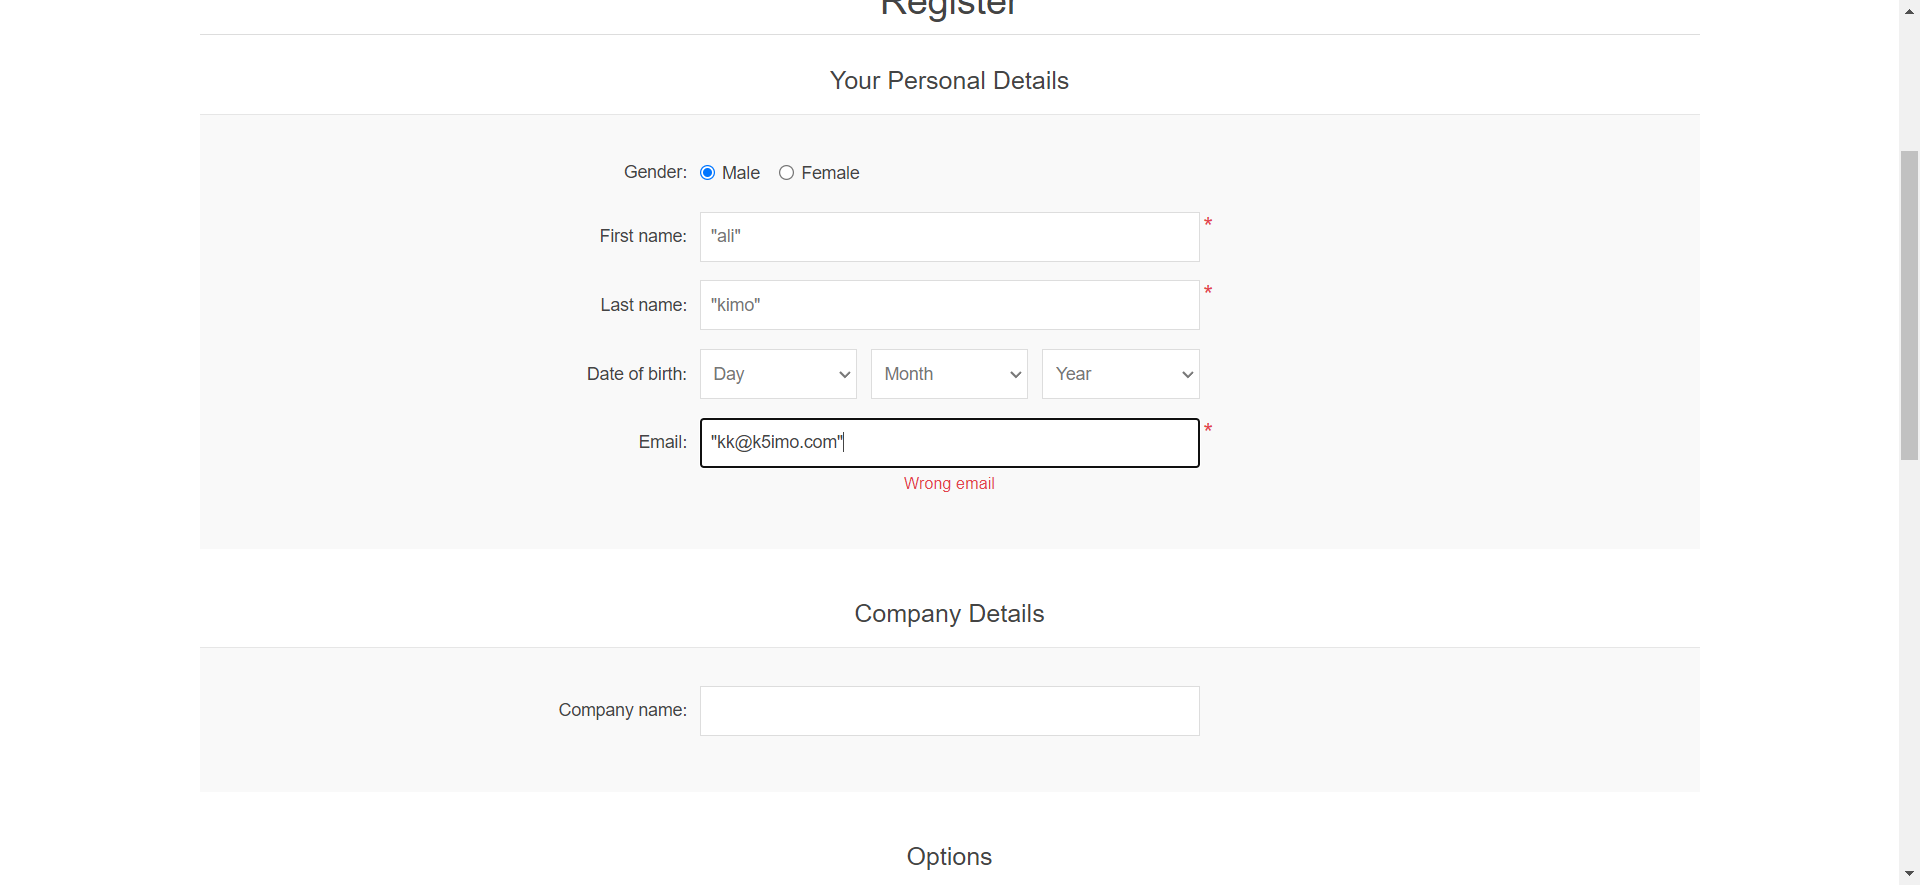 Register
Your Personal Details
Gender: Male Female
First name: "ali" *
Last name: "kimo" *
Date of birth: Day Month Year
Email: "kk@k5imo.com" *
Wrong email
Company Details
Company name:
Options